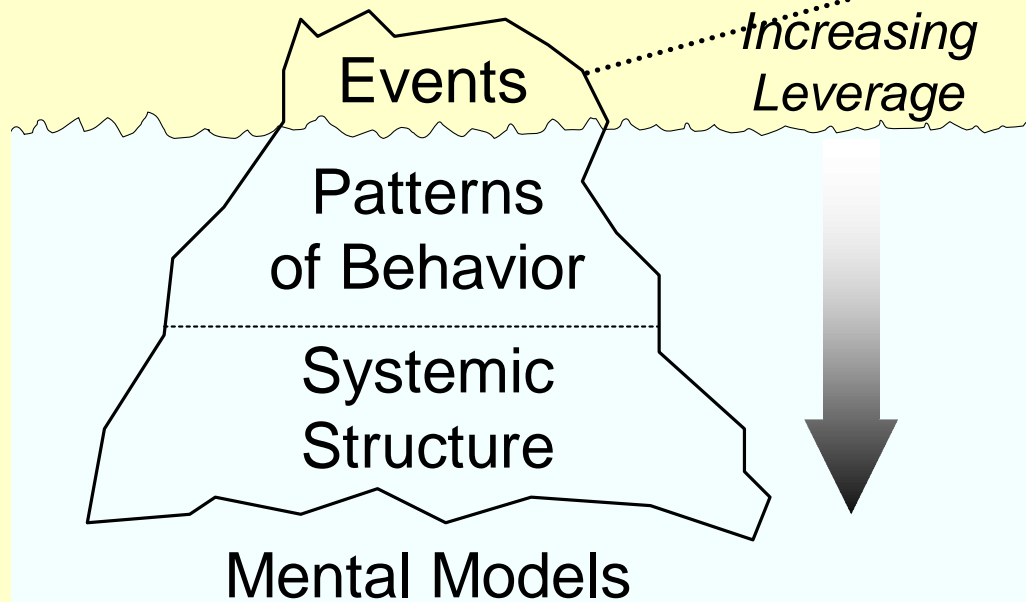 Increasing
Leverage
Events
Patterns
of Behavior
Systemic
Structure
Mental Models